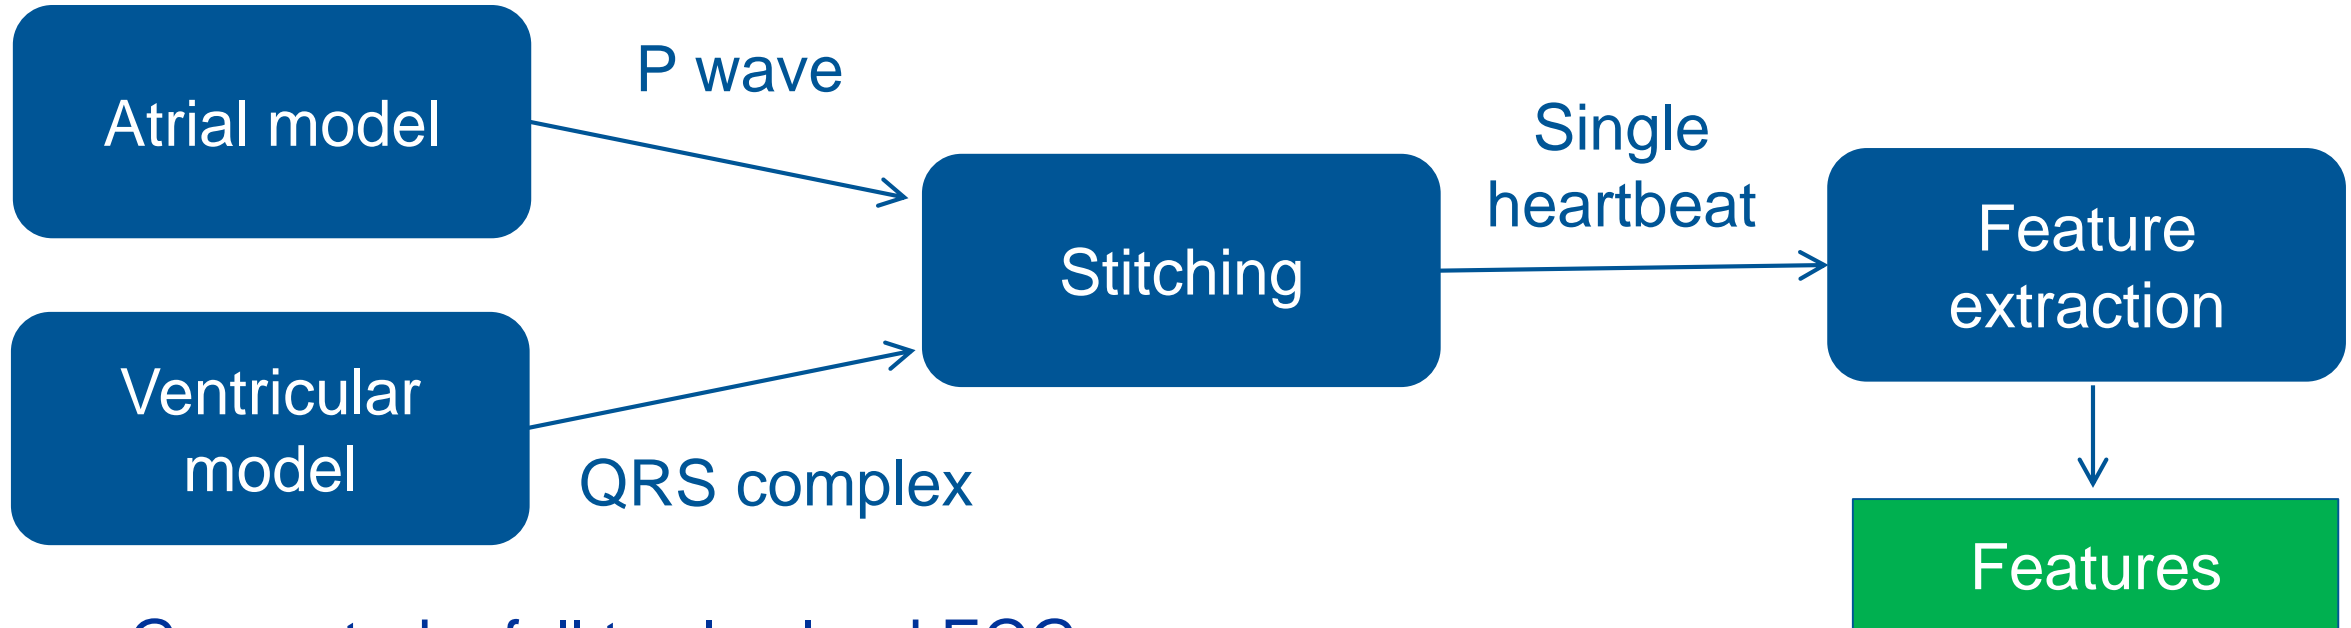 Atrial model
P wave
Ventricular
model
QRS complex
Stitching
Single
heartbeat
Feature
extraction
Features